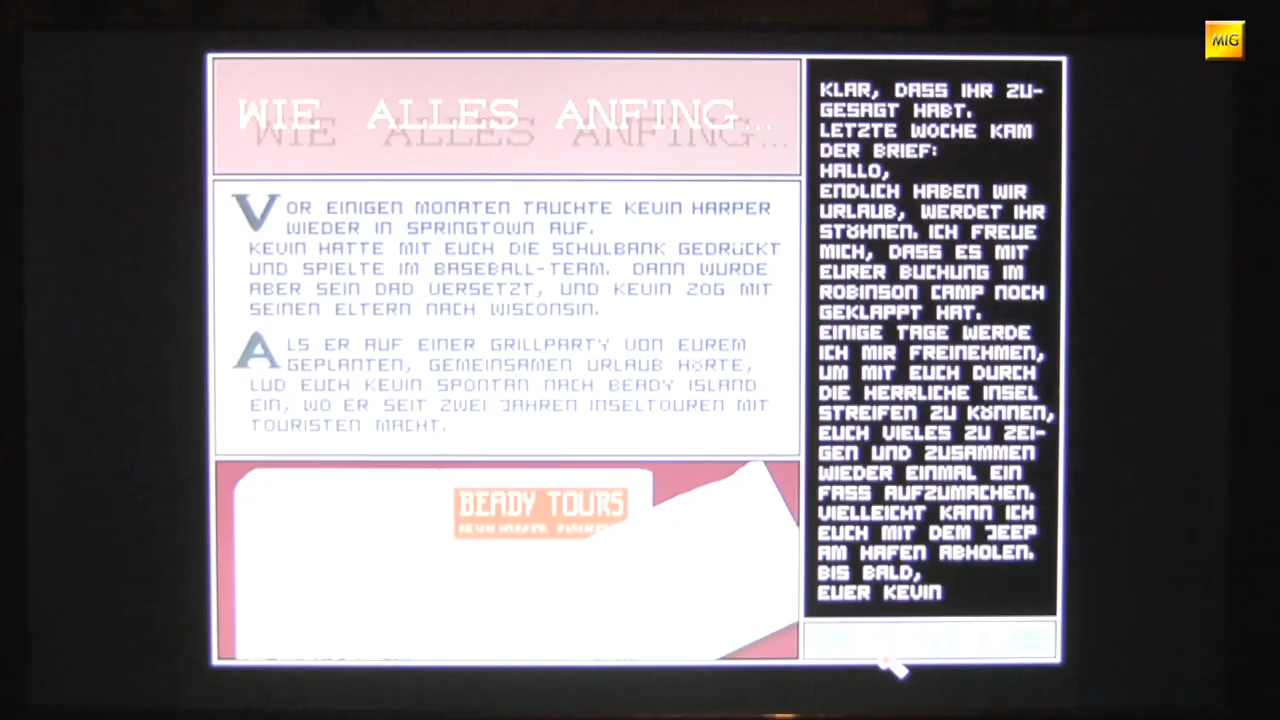 WIE ALLES ANFING...
VOR EINIGEN MONATEN TAUCHTE KEVIN HARPER
WIEDER IN SPRINGTOWN AUF.
KEVIN HATTE MIT EUCH DIE SCHULBANK GEDRÜCKT
UND SPIELTE IM BASEBALL-TEAM. DANN WURDE
ABER SEIN DAD VERSETZT, UND KEVIN ZOG MIT
SEINEN ELTERN NACH WISCONSIN.
ALS ER AUF EINER GRILLPARTY VON EUREM
GEPLANTEN, GEMEINSAMEN URLAUB HÖRTE,
LUD EUCH KEVIN SPONTAN NACH BEADY ISLAND
EIN, WO ER SEIT ZWEI JAHREN INSELTOUREN MIT
TOURISTEN MACHT.
BEADY TOURS
KEVIN HARPER
KLAR, DASS IHR ZU-
GESAGT HABT.
LETZTE WOCHE KAM
DER BRIEF:
HALLO,
ENDLICH HABEN WIR
URLAUB, WERDET IHR
STÖHNEN. ICH FREUE
MICH, DASS ES MIT
EURER BUCHUNG IM
ROBINSON CAMP NOCH
GEKLAPPT HAT.
EINIGE TAGE WERDE
ICH MIR FREINEHMEN,
UM MIT EUCH DURCH
DIE HERRLICHE INSEL
STREIFEN ZU KÖNNEN,
EUCH VIELES ZU ZEI-
GEN UND ZUSAMMEN
WIEDER EINMAL EIN
FASS AUFZUMACHEN.
VIELLEICHT KANN ICH
EUCH MIT DEM JEEP
AM HAFEN ABHOLEN.
BIS BALD,
EUER KEVIN
MIG